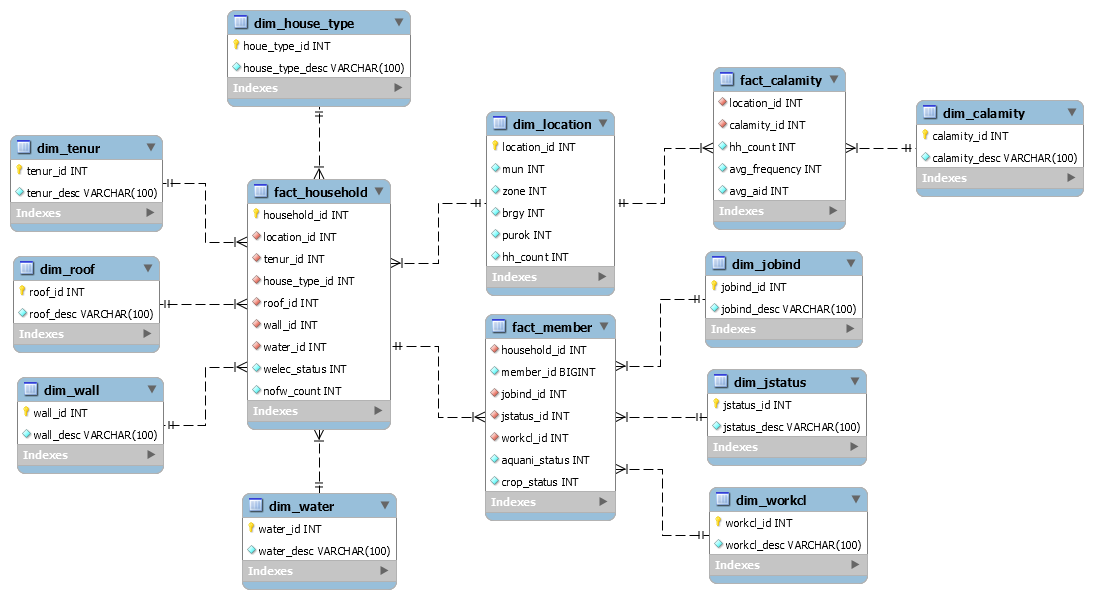 dim_house_type
houe_type_id INT
house_type_desc VARCHAR(100)
Indexes
dim_tenur
tenur_id INT
tenur_desc VARCHAR(100)
Indexes
dim_roof
roof_id INT
roof_desc VARCHAR(100)
Indexes
dim_wall
wall_id INT
wall_desc VARCHAR(100)
Indexes
fact_household
household_id INT
location_id INT
tenur_id INT
house_type_id INT
roof_id INT
wall_id INT
water_id INT
welec_status INT
nofw_count INT
Indexes
dim_water
water_id INT
water_desc VARCHAR(100)
Indexes
dim_location
location_id INT
mun INT
zone INT
brgy INT
purok INT
hh_count INT
Indexes
fact_member
household_id INT
member_id BIGINT
jobind_id INT
jstatus_id INT
workcl_id INT
aquani_status INT
crop_status INT
Indexes
fact_calamity
location_id INT
calamity_id INT
hh_count INT
avg_frequency INT
avg_aid INT
Indexes
dim_calamity
calamity_id INT
calamity_desc VARCHAR(100)
Indexes
dim_jobind
jobind_id INT
jobind_desc VARCHAR(100)
Indexes
dim_jstatus
jstatus_id INT
jstatus_desc VARCHAR(100)
Indexes
dim_workcl
workcl_id INT
workcl_desc VARCHAR(100)
Indexes